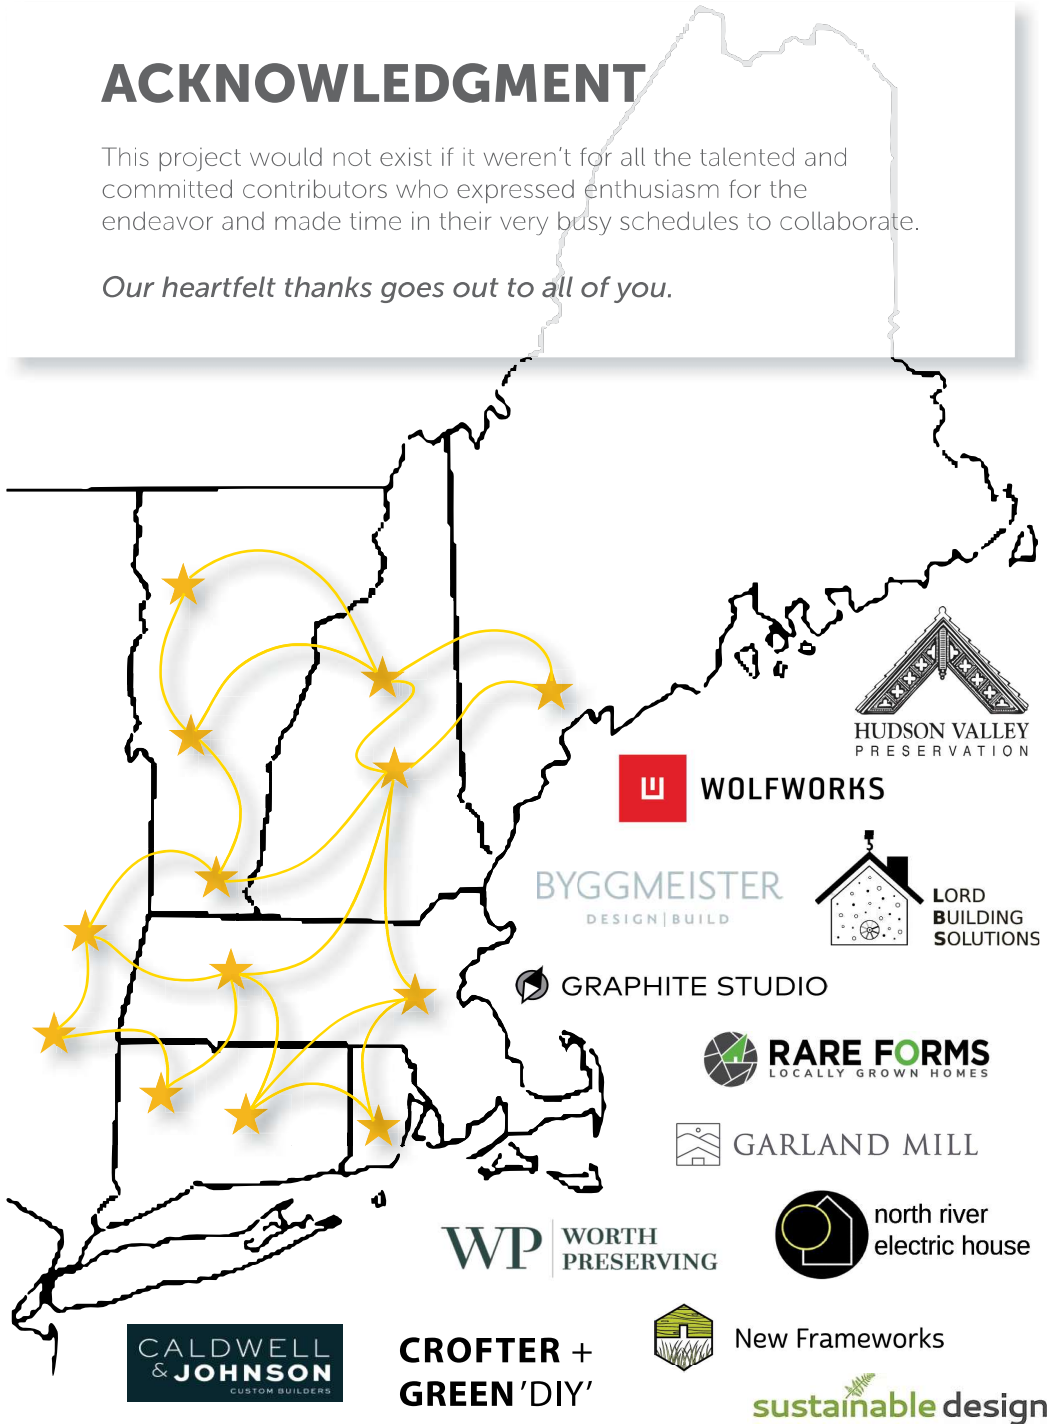 ACKNOWLEDGMENT
This project would not exist if it weren't for all the talented and
committed contributors who expressed enthusiasm for the
endeavor and made time in their very busy schedules to collaborate.
Our heartfelt thanks goes out to all of you.
HUDSON VALLEY
PRESERVATION
WOLFWORKS
BYGGMEISTER
DESIGN|BUILD
LORD
BUILDING
SOLUTIONS
GRAPHITE STUDIO
RARE FORMS
LOCALLY GROWN HOMES
GARLAND MILL
WP
WORTH
PRESERVING
north river
electric house
New Frameworks
CALDWELL
& JOHNSON
CUSTOM BUILDERS
CROFTER +
GREEN 'DIY'
sustainable design